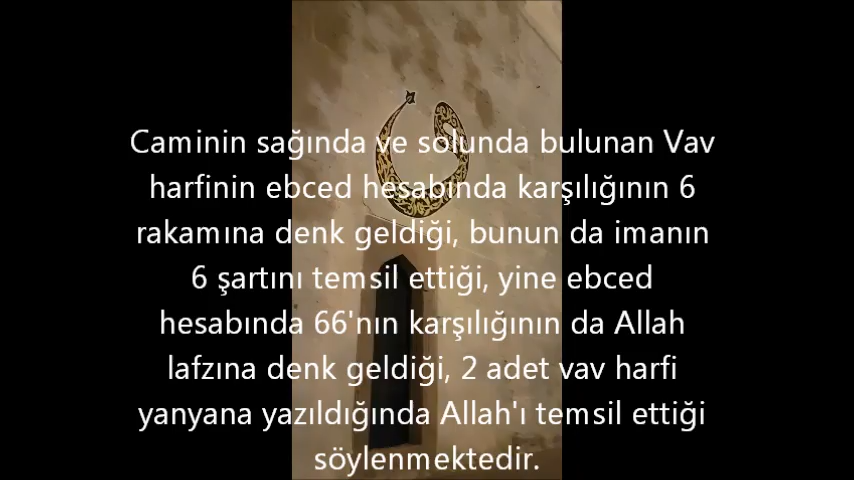 Caminin sağında ve solunda bulunan Vav
harfinin ebced hesabında karşılığının 6
rakamına denk geldiği, bunun da imanın
6 şartını temsil ettiği, yine ebced
hesabında 66'nın karşılığının da Allah
lafzına denk geldiği, 2 adet vav harfi
yanyana yazıldığında Allah'ı temsil ettiği
söylenmektedir.